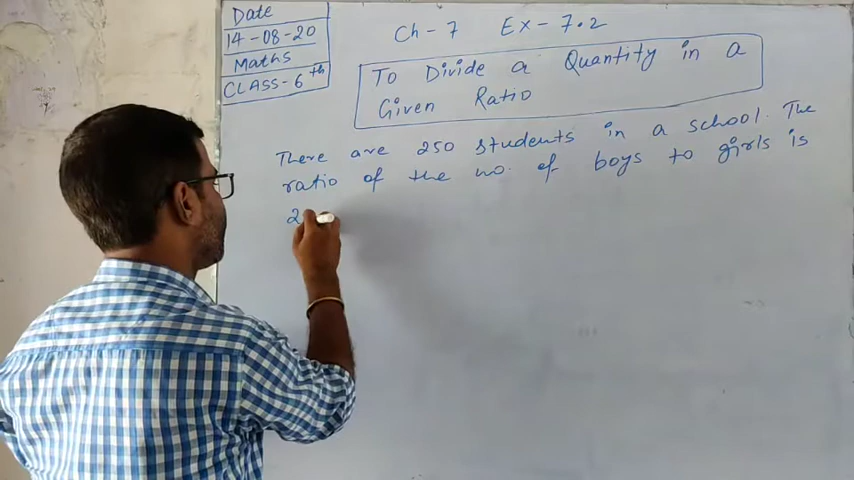 Date
14-08-20
Maths
CLASS-6th
Ch-7 Ex-7.2
To Divide a Quantity in a
Given Ratio
There are 250 students in a school. The
ratio of the no. of boys to girls is
2